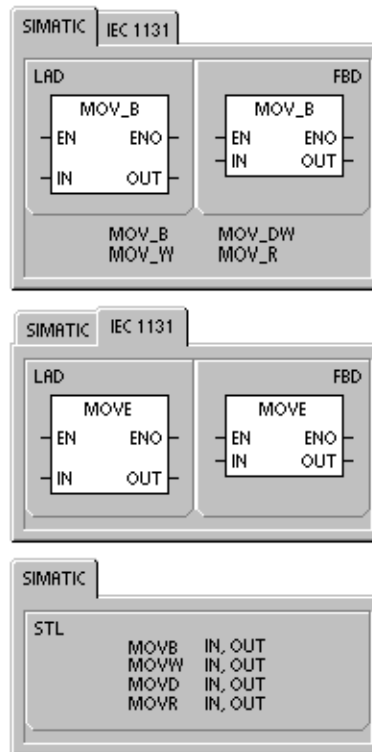 SIMATIC IEC 1131
LAD FBD
MOV_B MOV_B
EN ENO EN ENO
IN OUT IN OUT
MOV_B MOV_DW
MOV_W MOV_R
SIMATIC IEC 1131
LAD FBD
MOVE MOVE
EN ENO EN ENO
IN OUT IN OUT
SIMATIC
STL
MOVB IN, OUT
MOVW IN, OUT
MOVD IN, OUT
MOVR IN, OUT